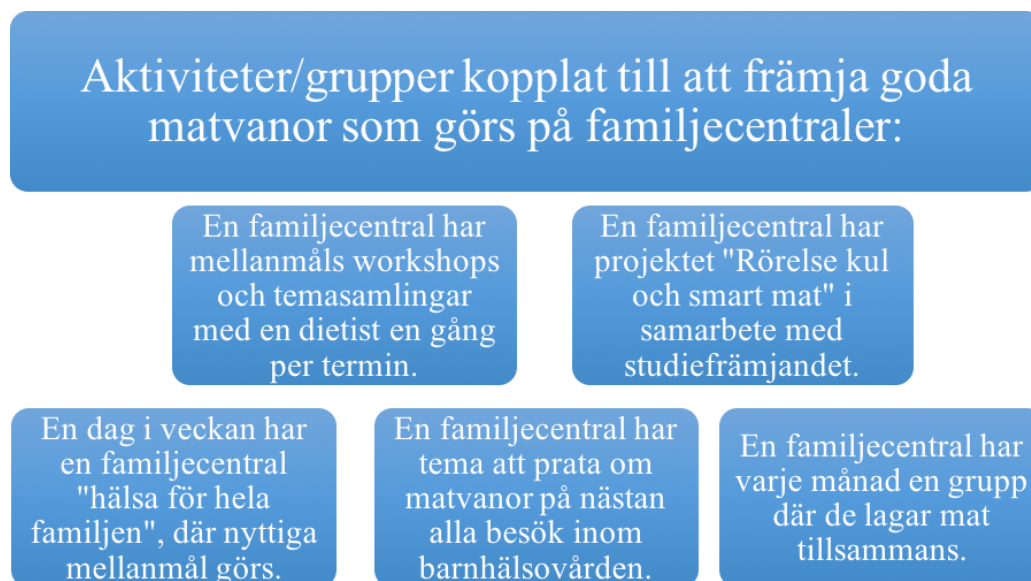 Aktiviteter/grupper kopplat till att främja goda
matvanor som görs på familjecentraler:
En familjecentral har
mellanmåls workshops
och temasamlingar
med en dietist en gång
per termin.
En familjecentral har
projektet "Rörelse kul
och smart mat" i
samarbete med
studiefrämjandet.
En dag i veckan har
en familjecentral
"hälsa för hela
familjen", där nyttiga
mellanmål görs.
En familjecentral har
tema att prata om
matvanor på nästan
alla besök inom
barnhälsovården.
En familjecentral har
varje månad en grupp
där de lagar mat
tillsammans.